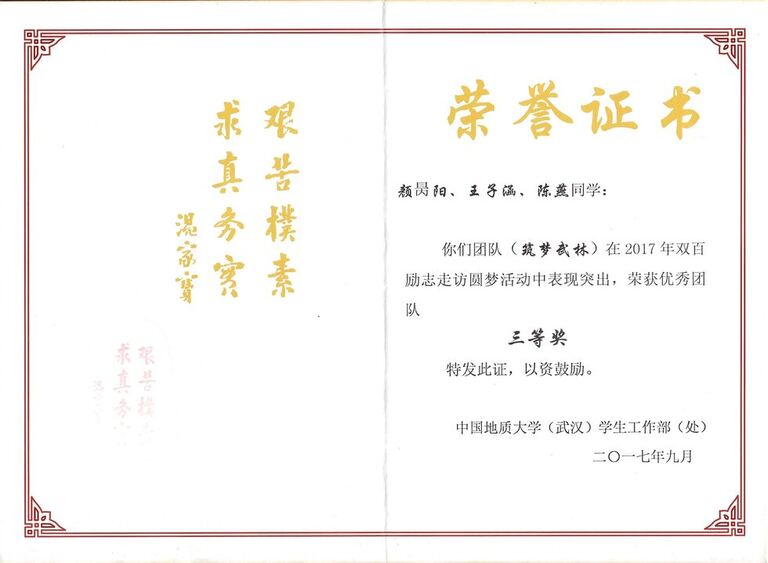 艰苦樸素
求真务實
温家寳
荣誉证书
颜昺阳、王子涵、陈燕同学：
你们团队（筑梦武林）在2017年双百
励志走访圆梦活动中表现突出，荣获优秀团
队
三等奖
特发此证，以资鼓励。
中国地质大学（武汉）学生工作部（处）
二〇一七年九月
艰苦樸
求真务